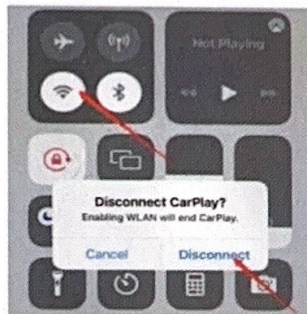 Not Playing
Disconnect CarPlay?
Enabling WLAN will end CarPlay.
Cancel
Disconnect